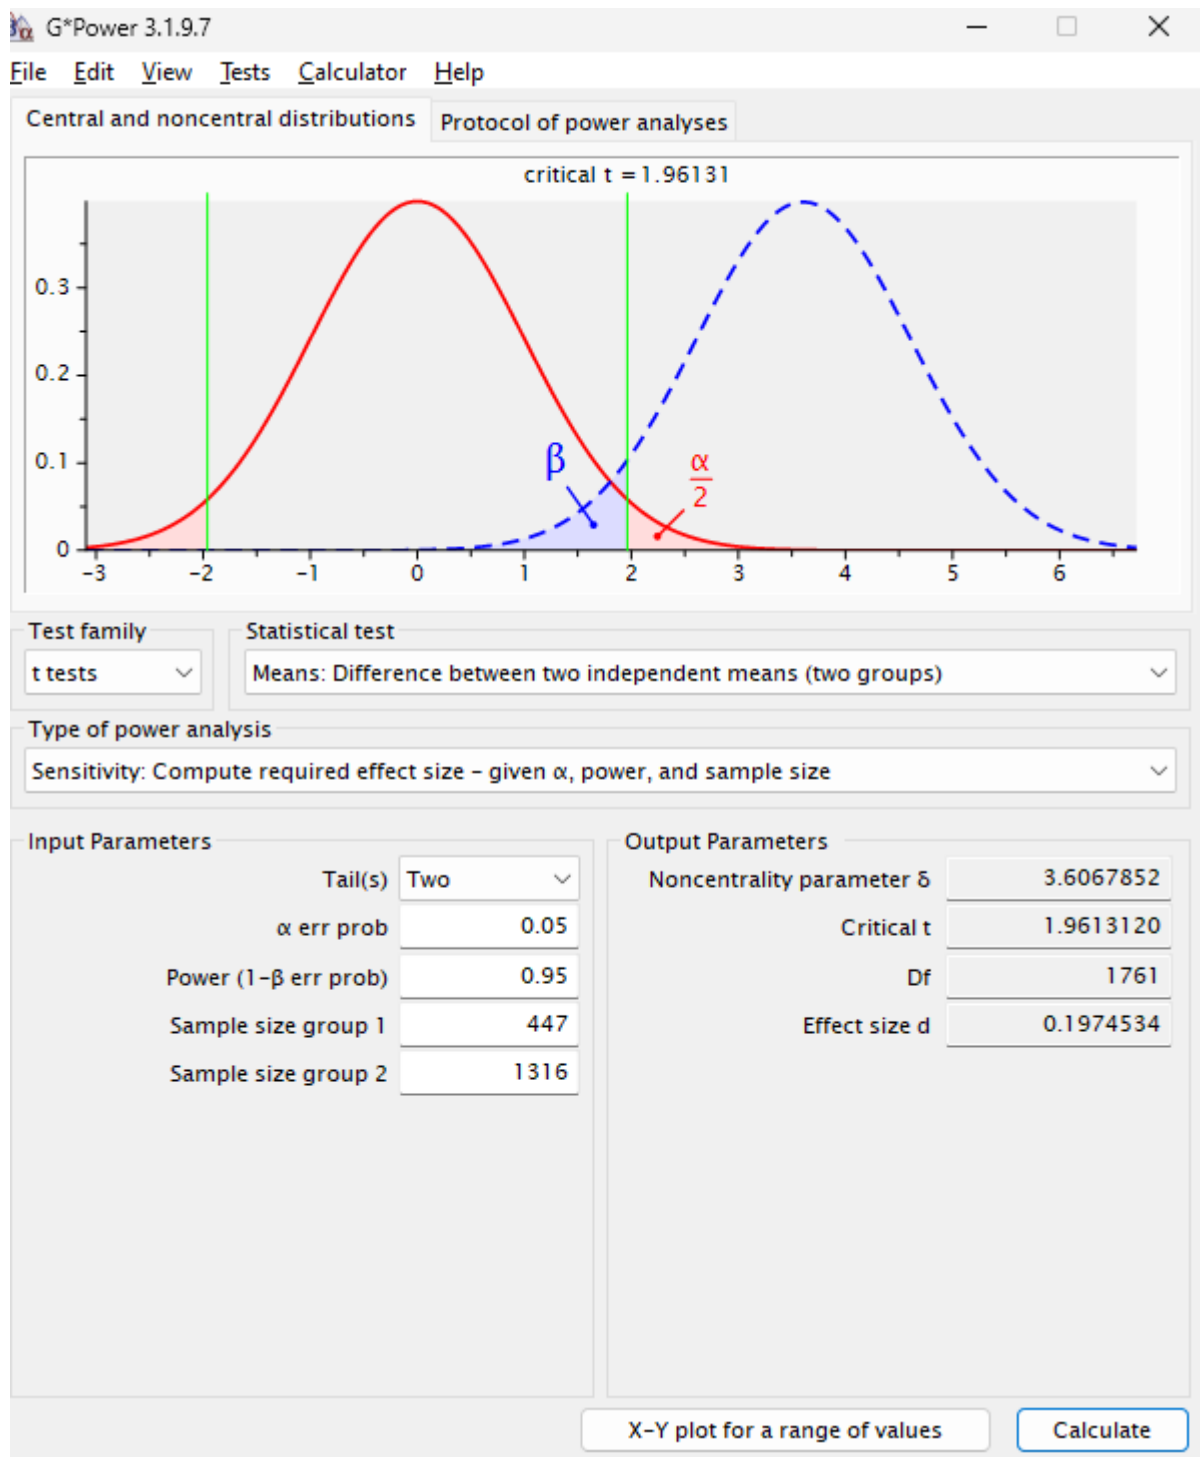 G*Power 3.1.9.7
File Edit View Tests Calculator Help
Central and noncentral distributions Protocol of power analyses
critical t = 1.96131
0.3
0.2
0.1
0
β
α
2
-3 -2 -1 0 1 2 3 4 5 6
Test family Statistical test
t tests Means: Difference between two independent means (two groups)
Type of power analysis
Sensitivity: Compute required effect size – given α, power, and sample size
Input Parameters Output Parameters
Tail(s) Two Noncentrality parameter δ 3.6067852
α err prob 0.05 Critical t 1.9613120
Power (1-β err prob) 0.95 Df 1761
Sample size group 1 447 Effect size d 0.1974534
Sample size group 2 1316
X-Y plot for a range of values Calculate